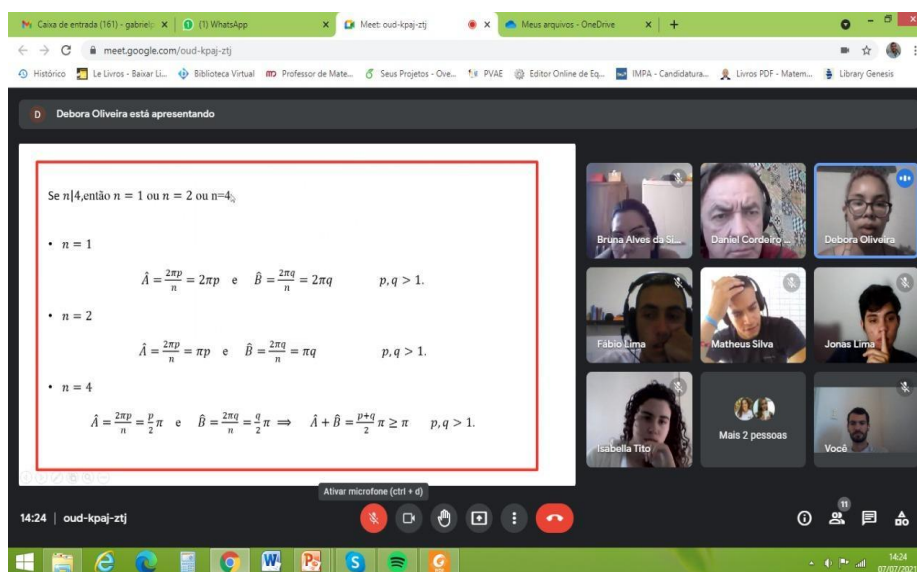 Caixa de entrada (161) - gabriel
(1) WhatsApp
Meet: oud-kpaj-ztj
Meus arquivos - OneDrive
meet.google.com/oud-kpaj-ztj
Histórico
Le Livros - Baixar Li...
Biblioteca Virtual
Professor de Mate...
Seus Projetos - Ove...
PVAE
Editor Online de Eq...
IMPA - Candidatura...
Livros PDF - Matem...
Library Genesis
D Debora Oliveira está apresentando
Se n|4,então n = 1 ou n = 2 ou n=4
• n = 1
Â = 2πp/n = 2πp e B̂ = 2πq/n = 2πq p, q > 1.
• n = 2
Â = 2πp/n = πp e B̂ = 2πq/n = πq p, q > 1.
• n = 4
Â = 2πp/n = p/2 π e B̂ = 2πq/n = q/2 π ⟹ Â + B̂ = p+q/2 π ≥ π p, q > 1.
Bruna Alves da Si...
Daniel Cordeiro ...
Debora Oliveira
Fábio Lima
Matheus Silva
Jonas Lima
Isabella Tito
Mais 2 pessoas
Você
Ativar microfone (ctrl + d)
14:24 | oud-kpaj-ztj
11
14:24
07/07/2021